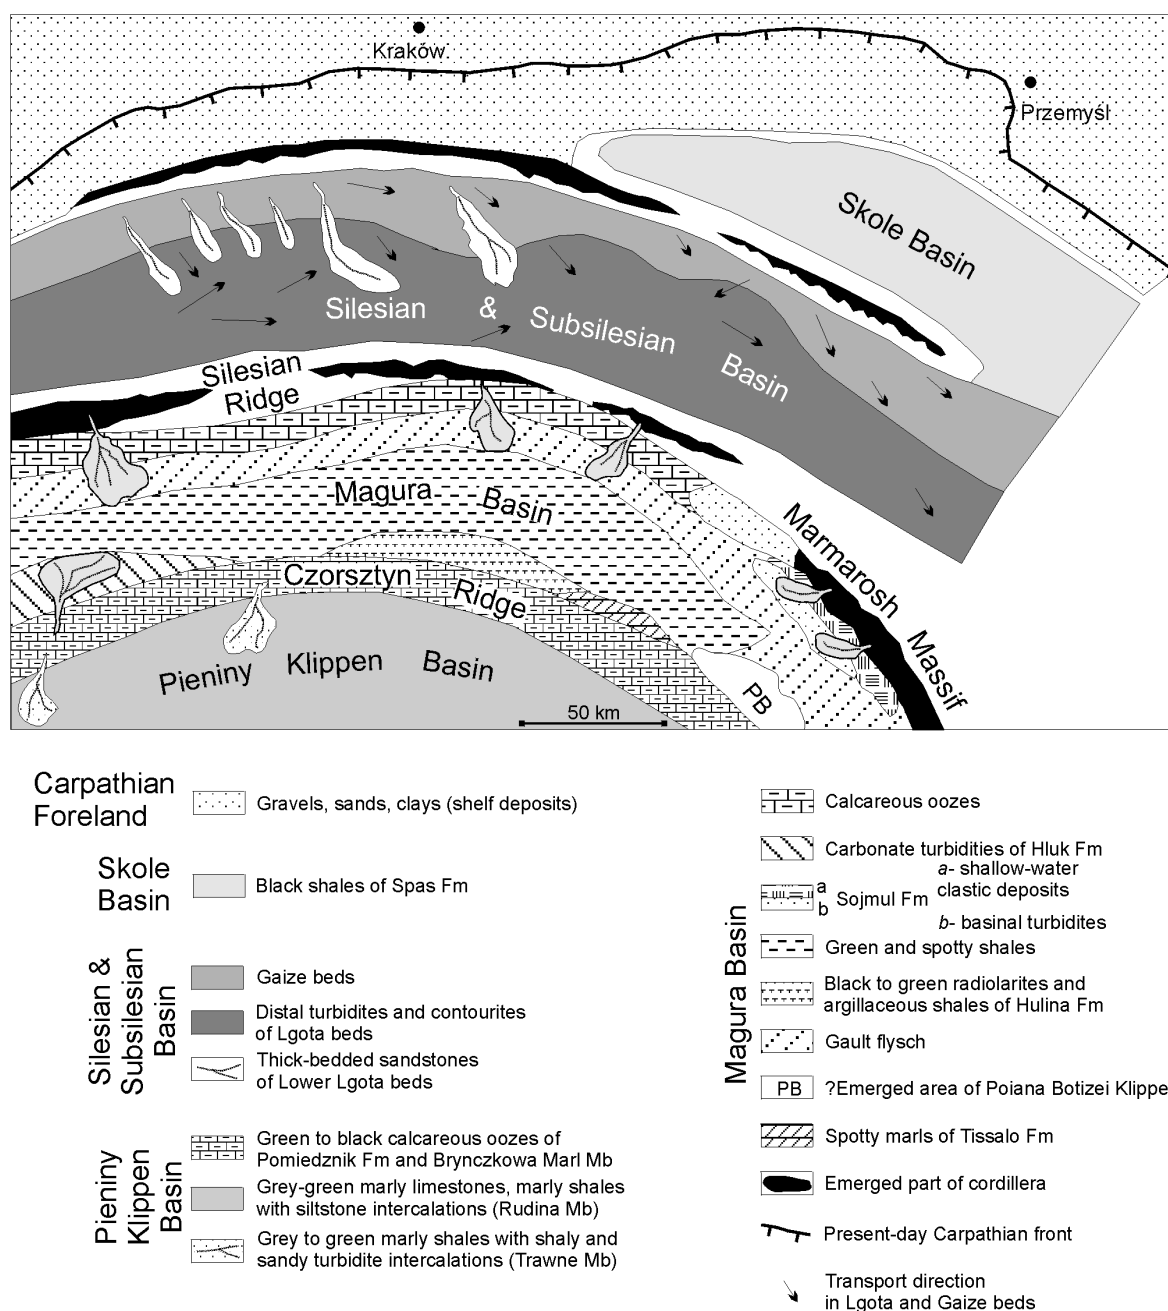 Kraków
Przemyśl
Skole Basin
Silesian & Subsilesian Basin
Silesian
Ridge
Magura Basin
Czorsztyn Ridge
Marmarosh Massif
Pieniny Klippen Basin
PB
50 km
Carpathian
Foreland
Gravels, sands, clays (shelf deposits)
Skole
Basin
Black shales of Spas Fm
Silesian &
Subsilesian
Basin
Gaize beds
Distal turbidites and contourites
of Lgota beds
Thick-bedded sandstones
of Lower Lgota beds
Pieniny
Klippen
Basin
Green to black calcareous oozes of
Pomiedznik Fm and Brynczkowa Marl Mb
Grey-green marly limestones, marly shales
with siltstone intercalations (Rudina Mb)
Grey to green marly shales with shaly and
sandy turbidite intercalations (Trawne Mb)
Magura Basin
Calcareous oozes
Carbonate turbidities of Hluk Fm
a
b
Sojmul Fm
a- shallow-water
clastic deposits
b- basinal turbidites
Green and spotty shales
Black to green radiolarites and
argillaceous shales of Hulina Fm
Gault flysch
PB
?Emerged area of Poiana Botizei Klippe
Spotty marls of Tissalo Fm
Emerged part of cordillera
Present-day Carpathian front
Transport direction
in Lgota and Gaize beds